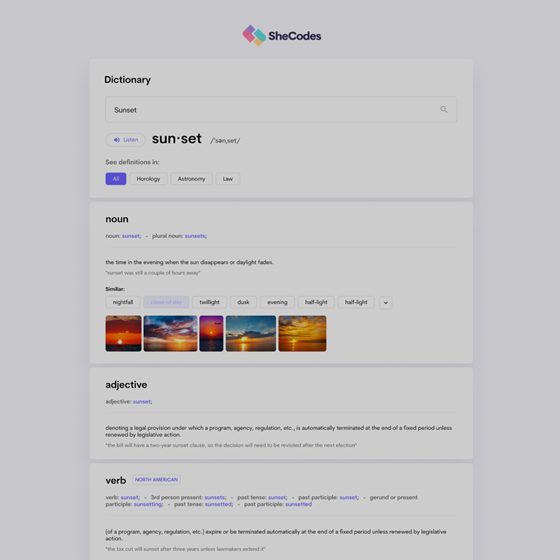 SheCodes
Dictionary
Sunset
Listen sun·set /ˈsənˌset/
See definitions in:
All Horology Astronomy Law
noun
noun: sunset; - plural noun: sunsets;
the time in the evening when the sun disappears or daylight fades.
"sunset was still a couple of hours away"
Similar:
nightfall close of day twillight dusk evening half-light half-light
adjective
adjective: sunset;
denoting a legal provision under which a program, agency, regulation, etc., is automatically terminated at the end of a fixed period unless
renewed by legislative action.
"the bill will have a two-year sunset clause, so the decision will need to be revisited after the next election"
verb NORTH AMERICAN
verb: sunset; - 3rd person present: sunsets; - past tense: sunset; - past participle: sunset; - gerund or present
participle: sunsetting; - past tense: sunsetted; - past participle: sunsetted
(of a program, agency, regulation, etc.) expire or be terminated automatically at the end of a fixed period unless renewed by legislative
action.
"the tax cut will sunset after three years unless lawmakers extend it"